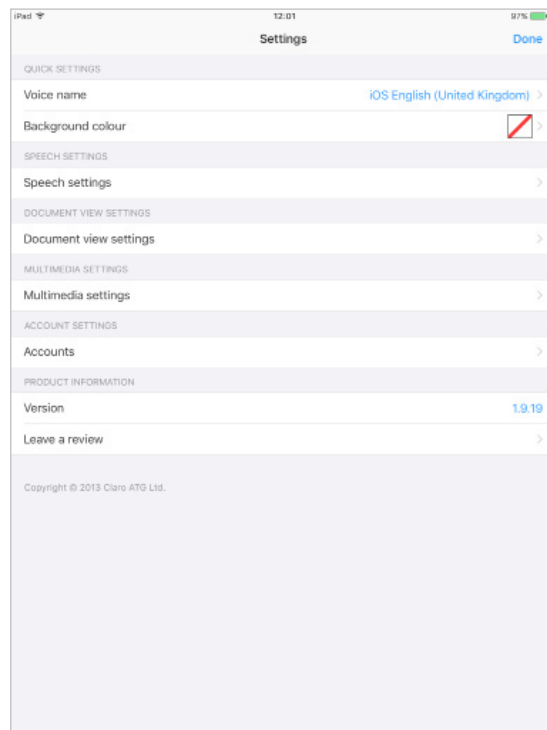 iPad 12:01 97%
Settings Done
QUICK SETTINGS
Voice name iOS English (United Kingdom)
Background colour
SPEECH SETTINGS
Speech settings
DOCUMENT VIEW SETTINGS
Document view settings
MULTIMEDIA SETTINGS
Multimedia settings
ACCOUNT SETTINGS
Accounts
PRODUCT INFORMATION
Version 1.9.19
Leave a review
Copyright © 2013 Claro ATG Ltd.